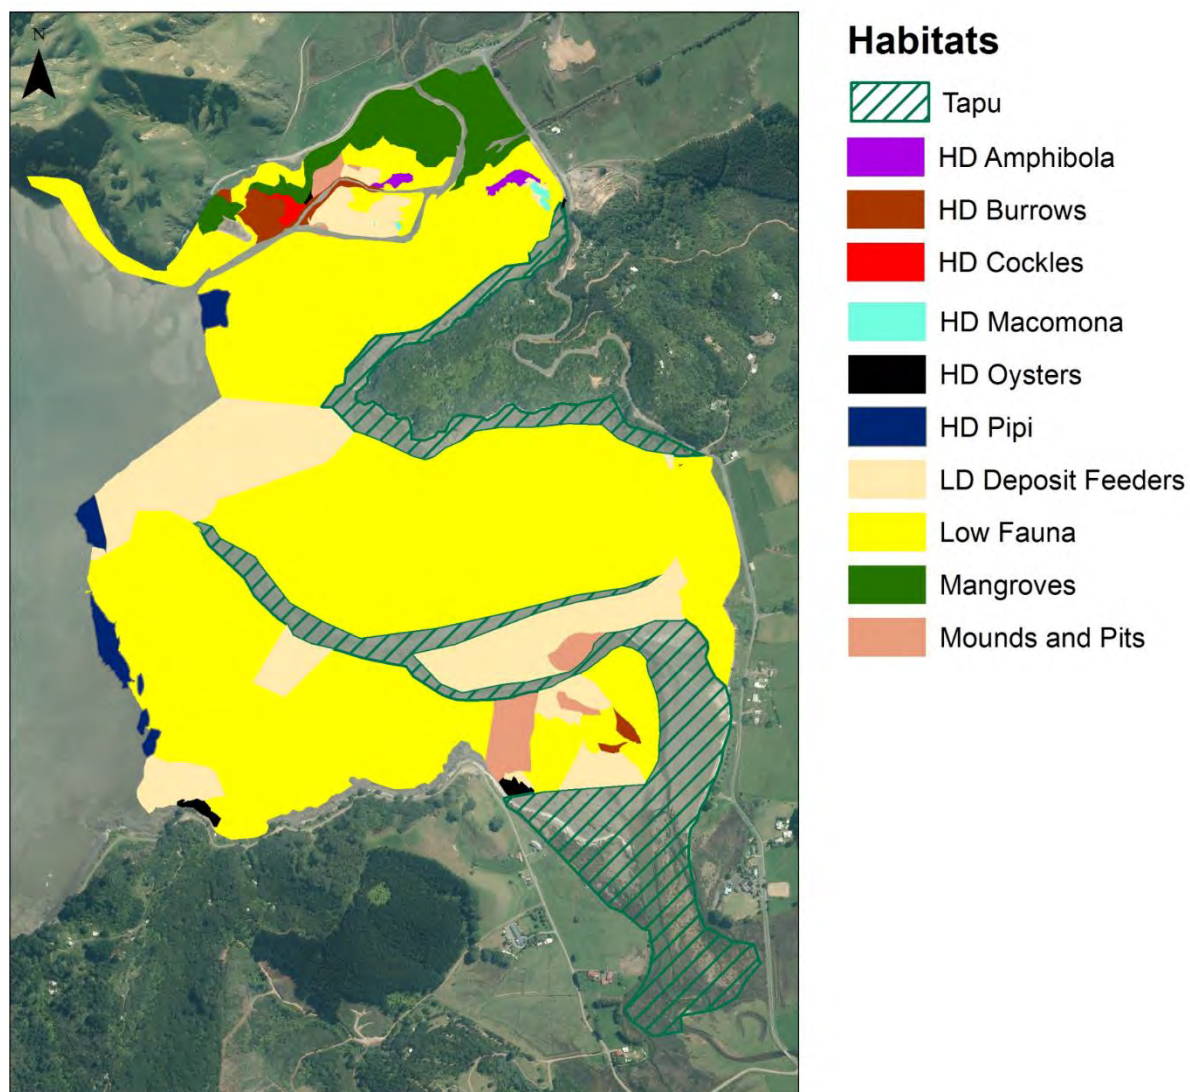 N
Habitats
Tapu
HD Amphibola
HD Burrows
HD Cockles
HD Macomona
HD Oysters
HD Pipi
LD Deposit Feeders
Low Fauna
Mangroves
Mounds and Pits